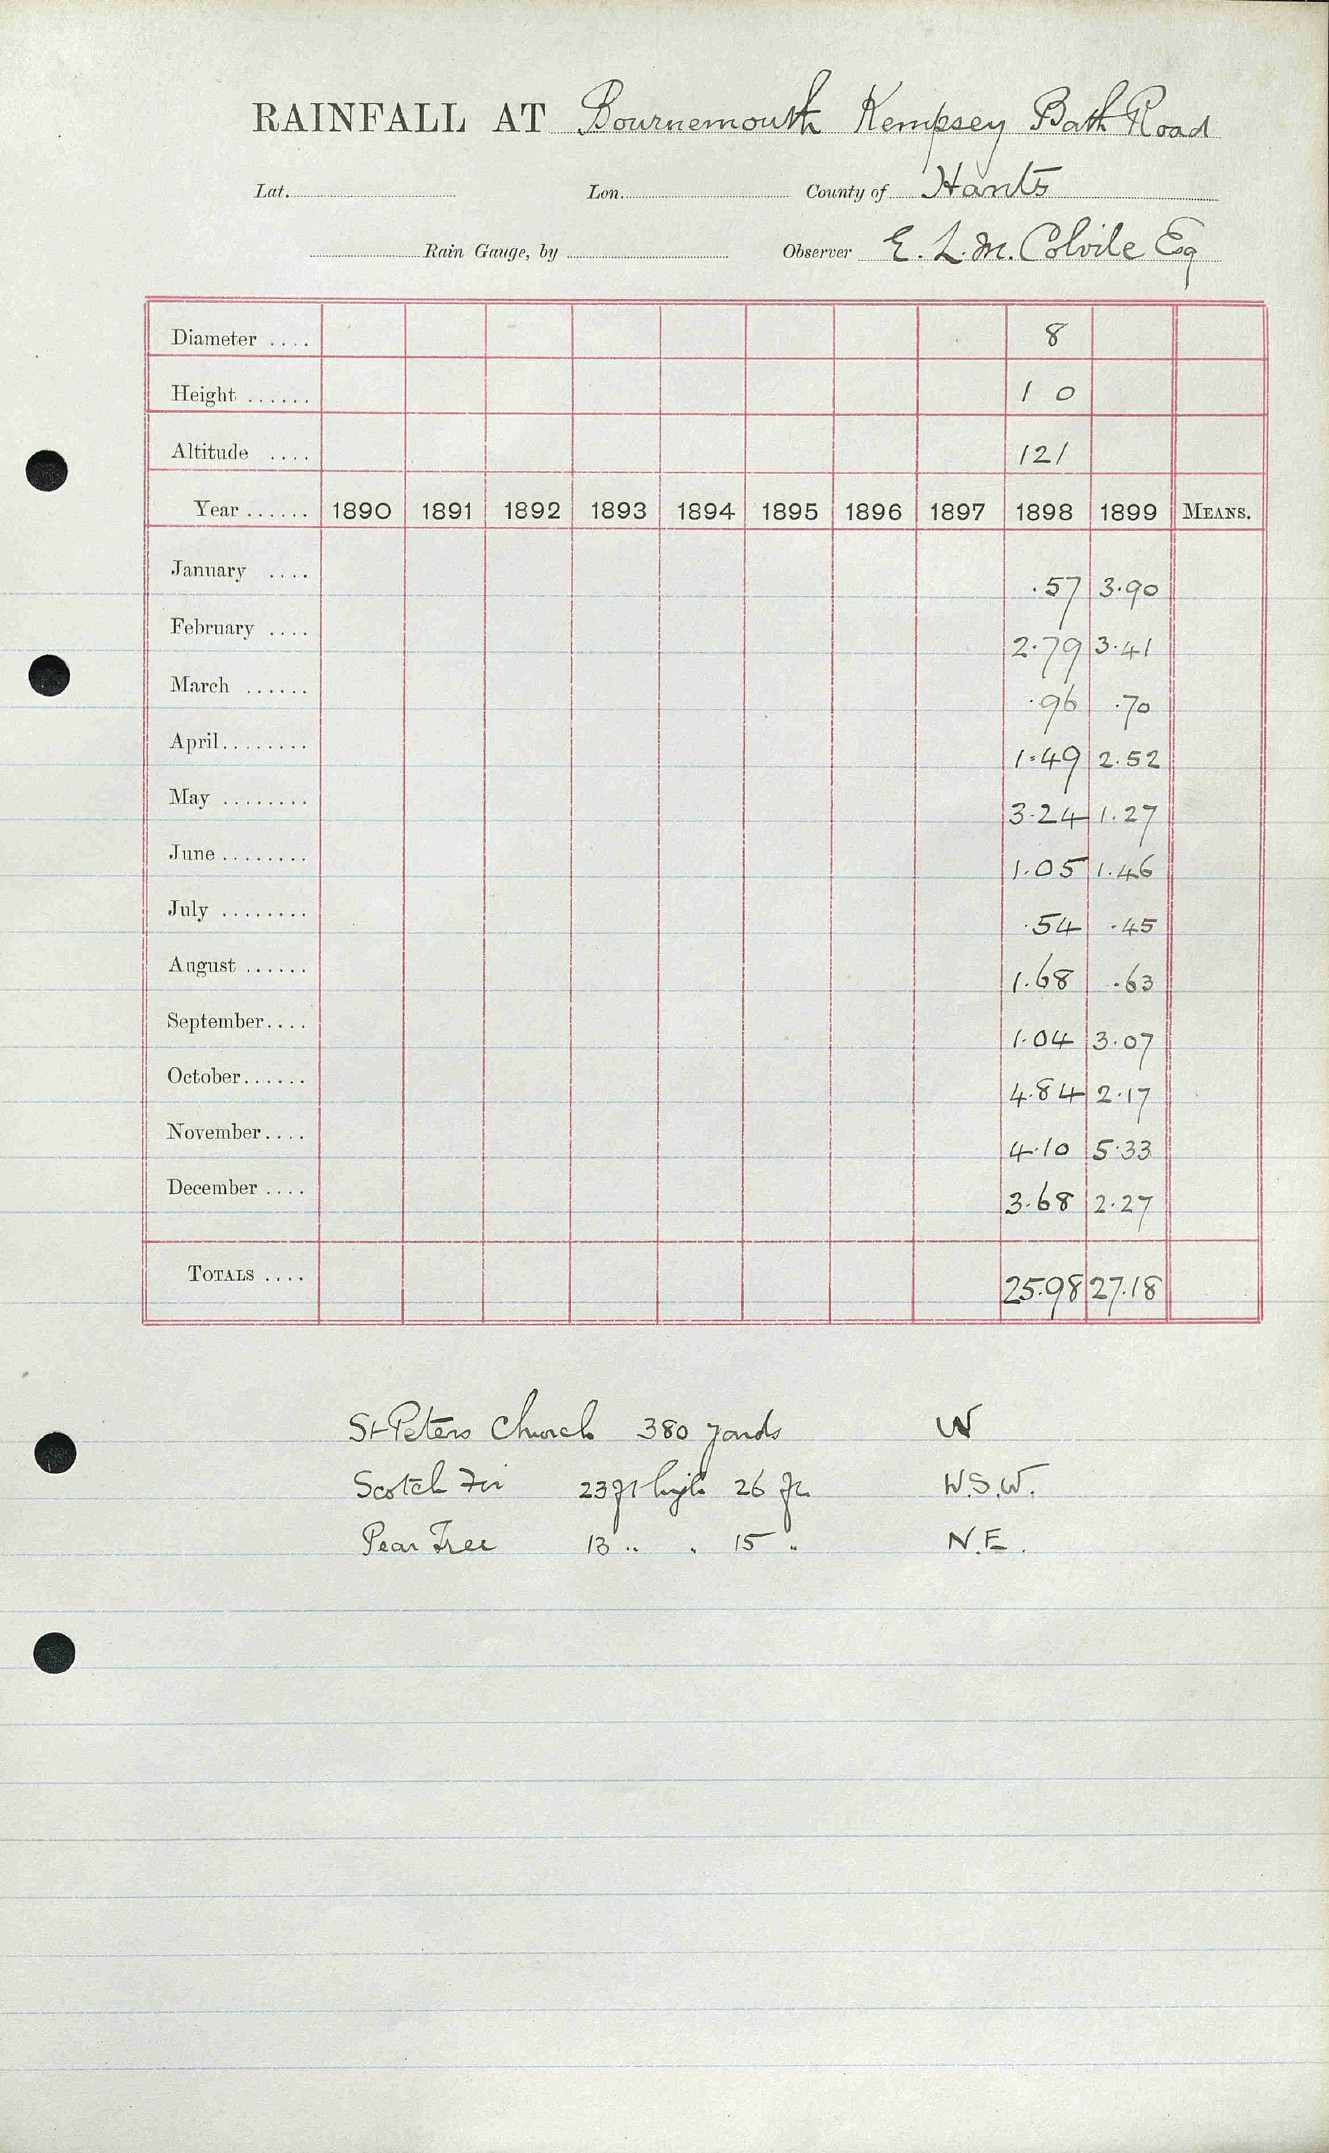 RAINFALL AT Bournemouth Kempsey Bath Road
Lat. Lon. County of Hants
Rain Gauge, by Observer E. L. M. Colvile Esq
Diameter .... 8
Height ...... 1 0
Altitude .... 121
Year ...... 1890 1891 1892 1893 1894 1895 1896 1897 1898 1899 MEANS.
January .... .57 3.90
February .... 2.79 3.41
March ...... .96 .70
April........ 1.49 2.52
May ........ 3.24 1.27
June ........ 1.05 1.46
July ........ .54 .45
August ...... 1.68 .63
September.... 1.04 3.07
October...... 4.84 2.17
November.... 4.10 5.33
December .... 3.68 2.27
TOTALS .... 25.98 27.18
St Peters Church 380 yards W
Scotch Fir 23 ft high 26 ft W.S.W.
Pear Tree 13 " " 15 " N.E.